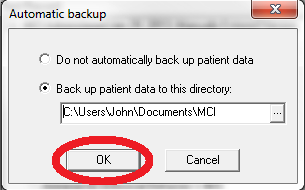 Automatic backup
Do not automatically back up patient data
Back up patient data to this directory:
C:\Users\John\Documents\MCI
...
OK
Cancel